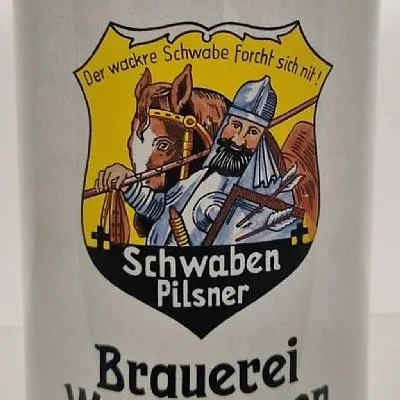 Der wackre Schwabe Forcht sich nit!
Schwaben
Pilsner
Brauerei